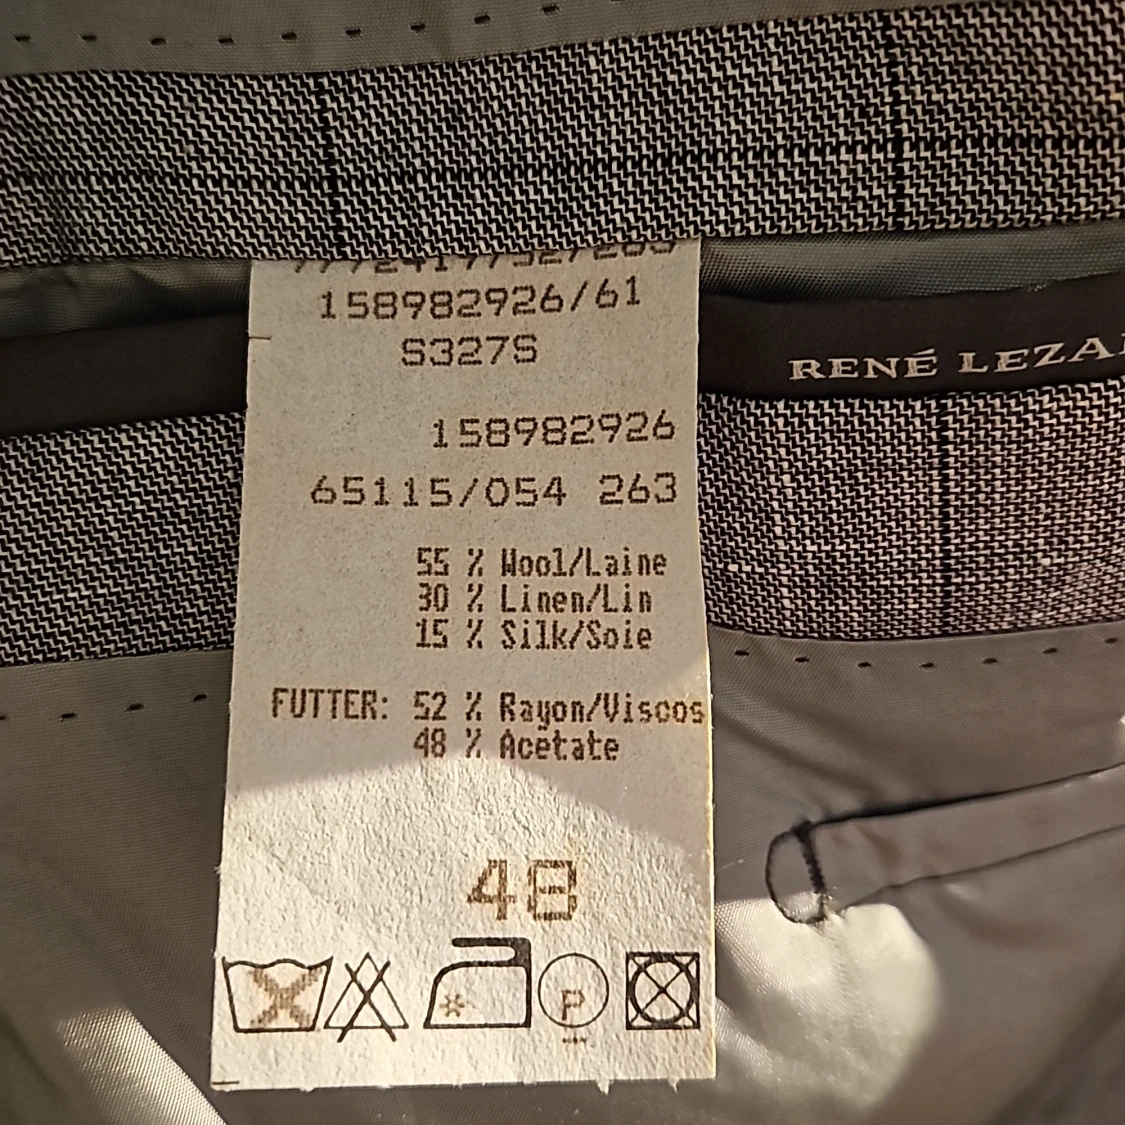 158982926/61
S327S
RENÉ LEZA
158982926
65115/054 263
55 % Wool/Laine
30 % Linen/Lin
15 % Silk/Soie
FUTTER: 52 % Rayon/Viscos
48 % Acetate
48
P